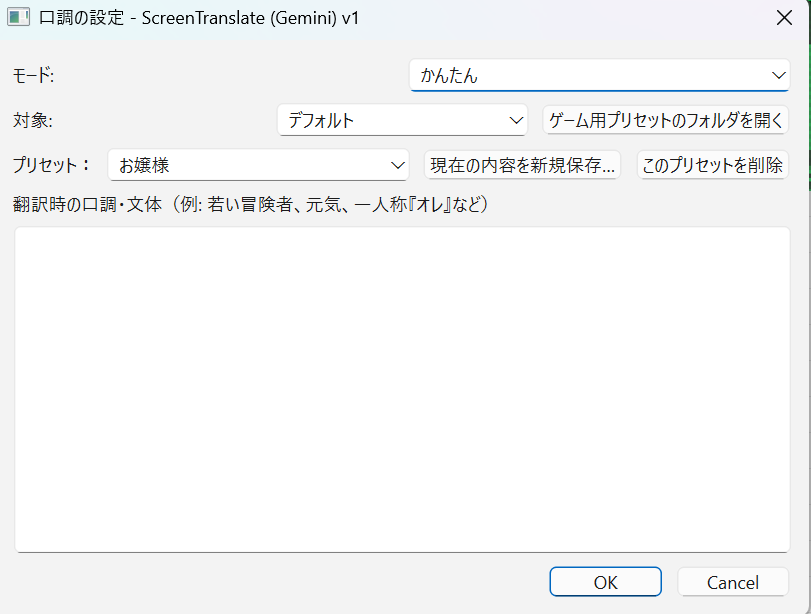 口調の設定 - ScreenTranslate (Gemini) v1
モード: かんたん
対象: デフォルト ゲーム用プリセットのフォルダを開く
プリセット： お嬢様 現在の内容を新規保存... このプリセットを削除
翻訳時の口調・文体（例: 若い冒険者、元気、一人称『オレ』など）
OK Cancel